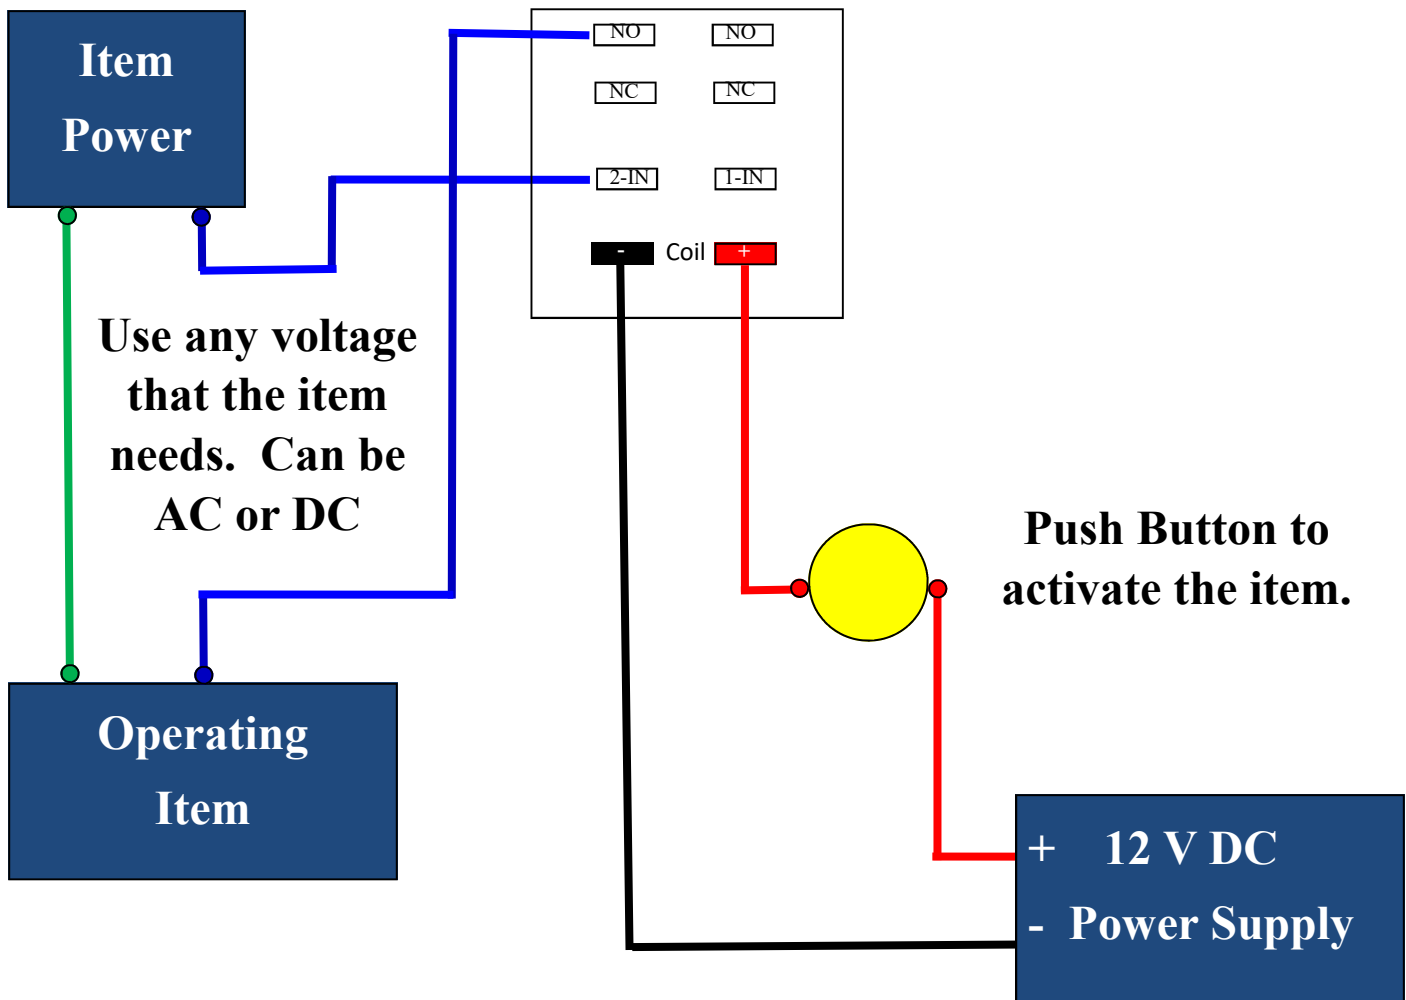 Item
Power
NO NO
NC NC
2-IN 1-IN
- Coil +
Use any voltage
that the item
needs. Can be
AC or DC
Push Button to
activate the item.
Operating
Item
+ 12 V DC
- Power Supply